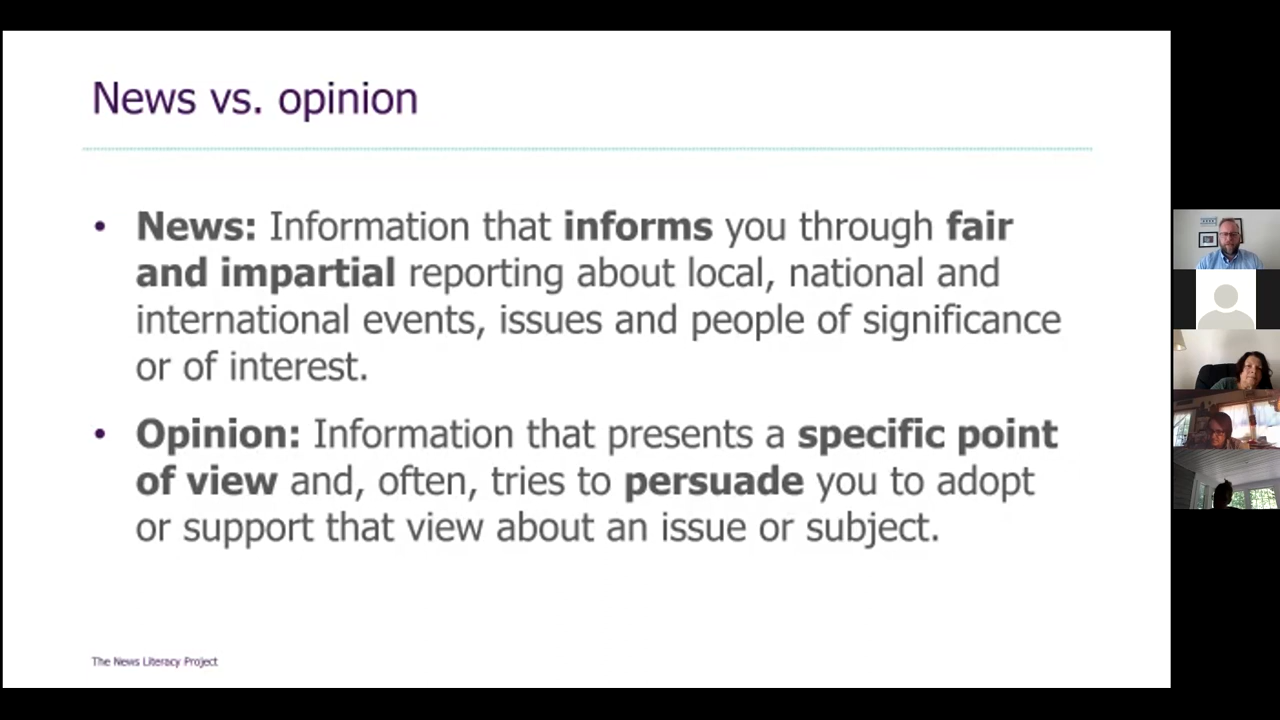 News vs. opinion
• News: Information that informs you through fair
and impartial reporting about local, national and
international events, issues and people of significance
or of interest.
• Opinion: Information that presents a specific point
of view and, often, tries to persuade you to adopt
or support that view about an issue or subject.
The News Literacy Project